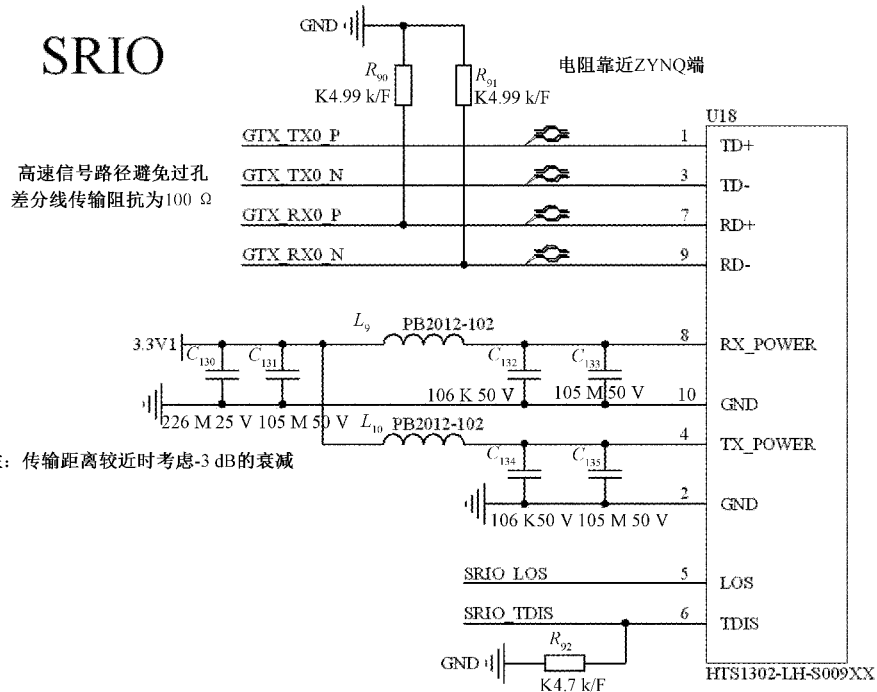 SRIO
GND
电阻靠近ZYNQ端
R90
K4.99 k/F
R91
K4.99 k/F
U18
高速信号路径避免过孔
差分线传输阻抗为100 Ω
GTX_TX0_P
1
TD+
GTX_TX0_N
3
TD-
GTX_RX0_P
7
RD+
GTX_RX0_N
9
RD-
L9
PB2012-102
3.3V1
C130
C131
C132
C133
8
RX_POWER
226 M 25 V
105 M 50 V
106 K 50 V
105 M 50 V
10
GND
L10
PB2012-102
4
TX_POWER
：传输距离较近时考虑-3 dB的衰减
C134
C135
106 K50 V
105 M 50 V
2
GND
SRIO_LOS
5
LOS
SRIO_TDIS
6
TDIS
GND
R92
K4.7 k/F
HTS1302-LH-S009XX